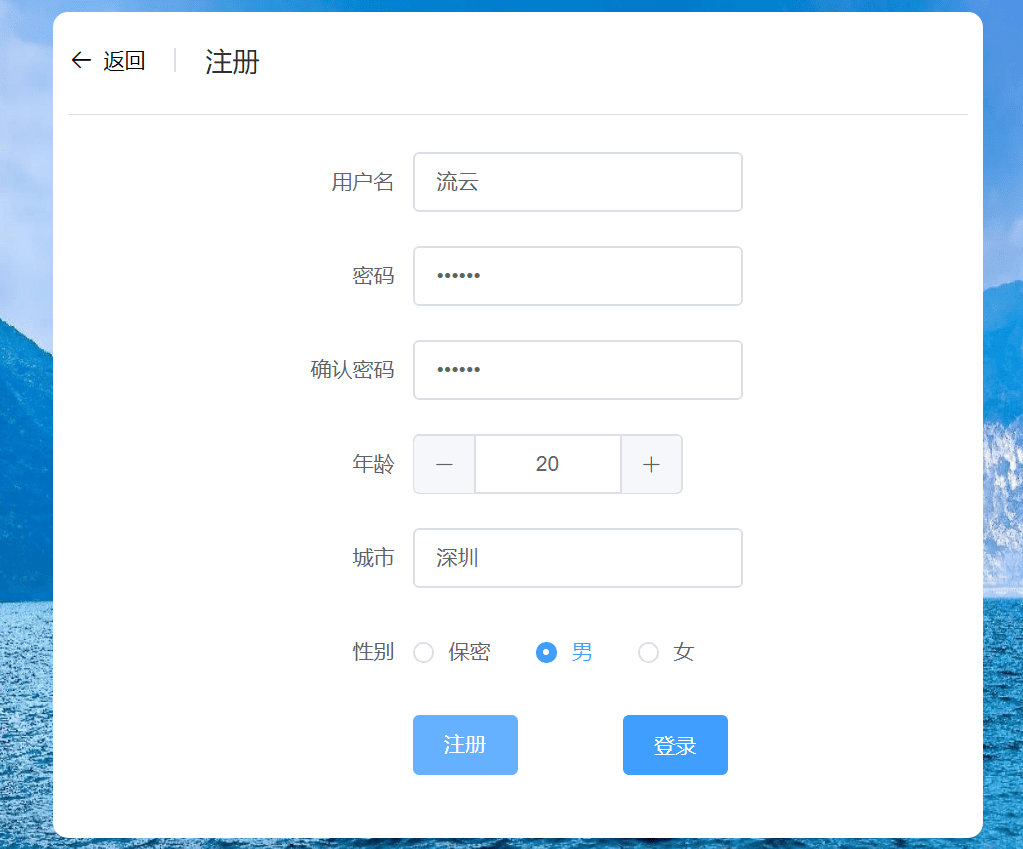 返回 注册
用户名 流云
密码 ••••••
确认密码 ••••••
年龄 — 20 +
城市 深圳
性别 保密 男 女
注册 登录